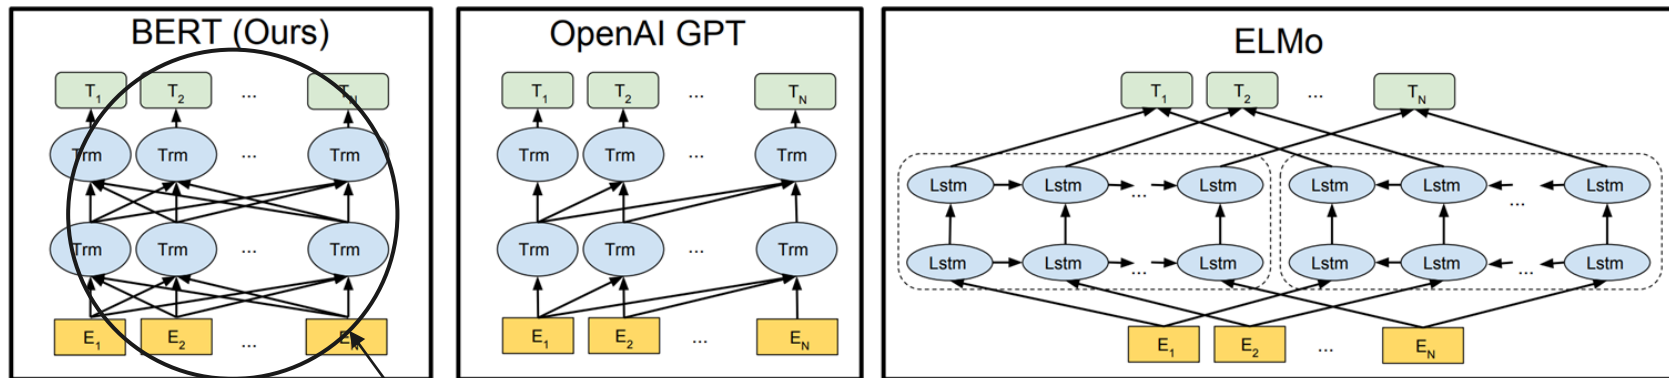 BERT (Ours)
T1 T2 ... TN
Trm Trm ... Trm
Trm Trm ... Trm
E1 E2 ... EN
OpenAI GPT
T1 T2 ... TN
Trm Trm ... Trm
Trm Trm ... Trm
E1 E2 ... EN
ELMo
T1 T2 ... TN
Lstm Lstm ... Lstm Lstm Lstm ... Lstm
Lstm Lstm ... Lstm Lstm Lstm ... Lstm
E1 E2 ... EN